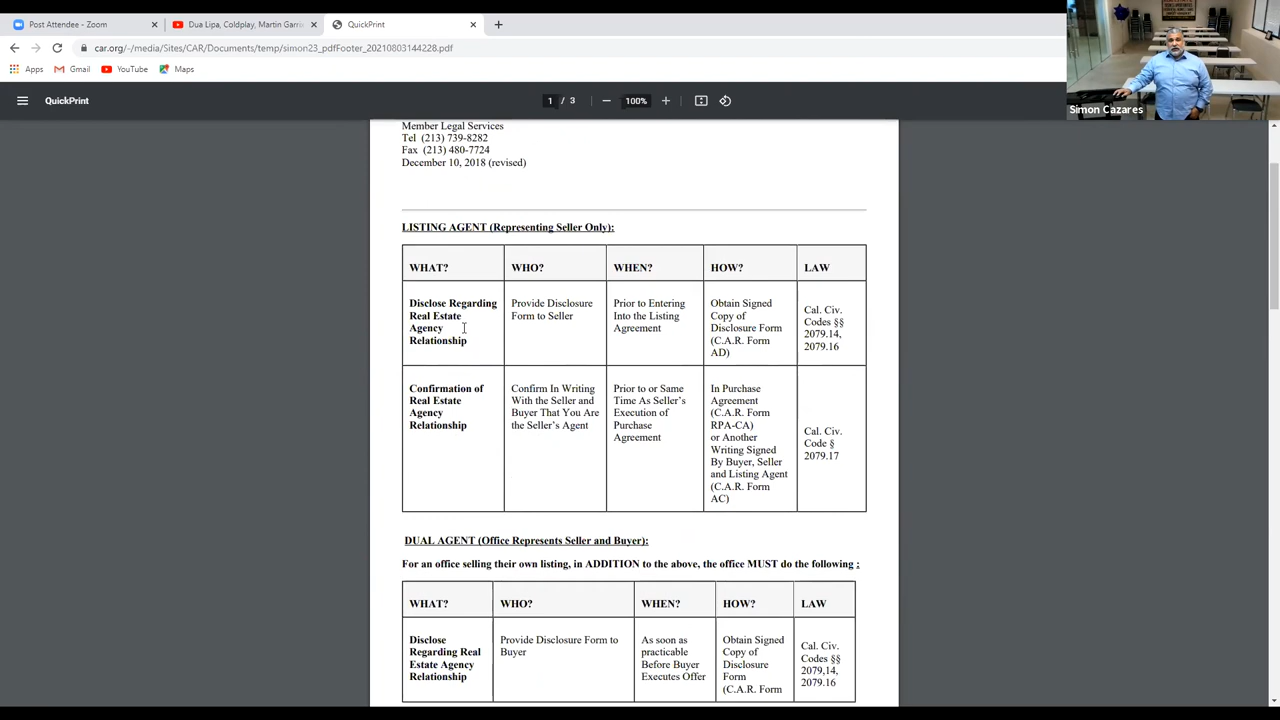 Post Attendee - Zoom
Dua Lipa, Coldplay, Martin Garri
QuickPrint
car.org/-/media/Sites/CAR/Documents/temp/simon23_pdfFooter_20210803144228.pdf
Apps
Gmail
YouTube
Maps
QuickPrint
1 / 3
100%
Simon Cazares
Member Legal Services
Tel (213) 739-8282
Fax (213) 480-7724
December 10, 2018 (revised)
LISTING AGENT (Representing Seller Only):
WHAT?
WHO?
WHEN?
HOW?
LAW
Disclose Regarding
Real Estate
Agency
Relationship
Provide Disclosure
Form to Seller
Prior to Entering
Into the Listing
Agreement
Obtain Signed
Copy of
Disclosure Form
(C.A.R. Form
AD)
Cal. Civ.
Codes §§
2079.14,
2079.16
Confirmation of
Real Estate
Agency
Relationship
Confirm In Writing
With the Seller and
Buyer That You Are
the Seller's Agent
Prior to or Same
Time As Seller's
Execution of
Purchase
Agreement
In Purchase
Agreement
(C.A.R. Form
RPA-CA)
or Another
Writing Signed
By Buyer, Seller
and Listing Agent
(C.A.R. Form
AC)
Cal. Civ.
Code §
2079.17
DUAL AGENT (Office Represents Seller and Buyer):
For an office selling their own listing, in ADDITION to the above, the office MUST do the following :
WHAT?
WHO?
WHEN?
HOW?
LAW
Disclose
Regarding Real
Estate Agency
Relationship
Provide Disclosure Form to
Buyer
As soon as
practicable
Before Buyer
Executes Offer
Obtain Signed
Copy of
Disclosure
Form
(C.A.R. Form
Cal. Civ.
Codes §§
2079,14,
2079.16